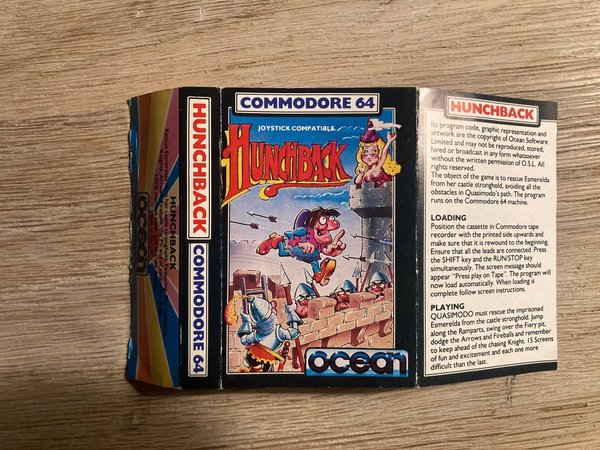 HUNCHBACK
ocean
HUNCHBACK COMMODORE 64
COMMODORE 64
JOYSTICK COMPATIBLE
HUNCHBACK
ocean
HUNCHBACK
Its program code, graphic representation and
artwork are the copyright of Ocean Software
Limited and may not be reproduced, stored,
hired or broadcast in any form whatsoever
without the written permission of O.S.L. All
rights reserved.
The object of the game is to rescue Esmerelda
from her castle stronghold, avoiding all the
obstacles in Quasimodo's path. The program
runs on the Commodore 64 machine.
LOADING
Position the cassette in Commodore tape
recorder with the printed side upwards and
make sure that it is rewound to the beginning.
Ensure that all the leads are connected. Press
the SHIFT key and the RUN/STOP key
simultaneously. The screen message should
appear "Press play on Tape". The program will
now load automatically. When loading is
complete follow screen instructions.
PLAYING
QUASIMODO must rescue the imprisoned
Esmerelda from the castle stronghold. Jump
along the Ramparts, swing over the Fiery pit,
dodge the Arrows and Fireballs and remember
to keep ahead of the chasing Knight. 15 Screens
of fun and excitement and each one more
difficult than the last.